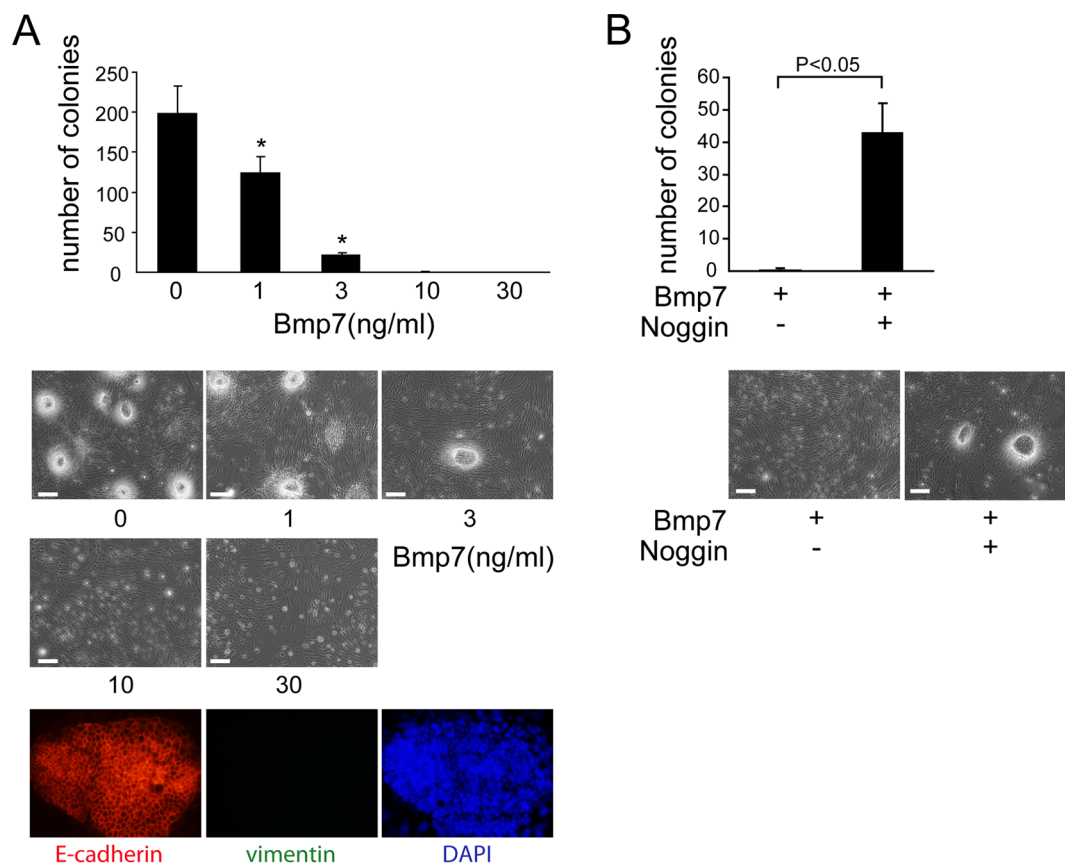 A
number of colonies
250
200
150
100
50
0
*
*
0 1 3 10 30
Bmp7(ng/ml)
0 1 3
Bmp7(ng/ml)
10 30
E-cadherin vimentin DAPI
B
number of colonies
P<0.05
60
50
40
30
20
10
0
Bmp7 + +
Noggin - +
Bmp7 + +
Noggin - +